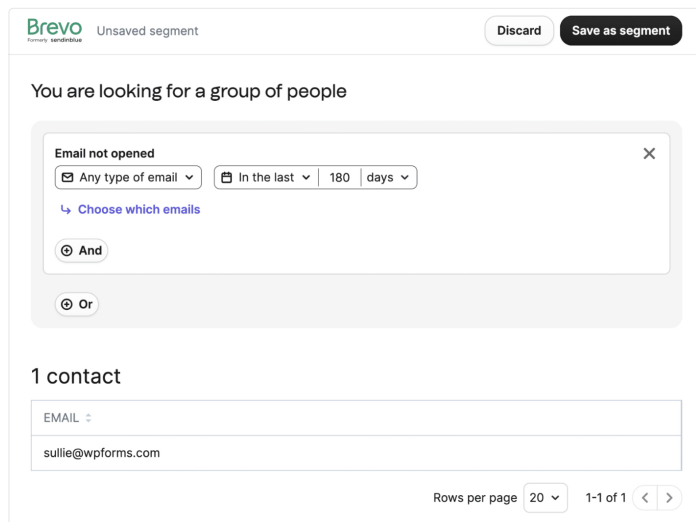 Brevo
Formerly sendinblue
Unsaved segment
Discard
Save as segment
You are looking for a group of people
Email not opened
Any type of email
In the last
180
days
Choose which emails
And
Or
1 contact
EMAIL
sullie@wpforms.com
Rows per page 20 1-1 of 1